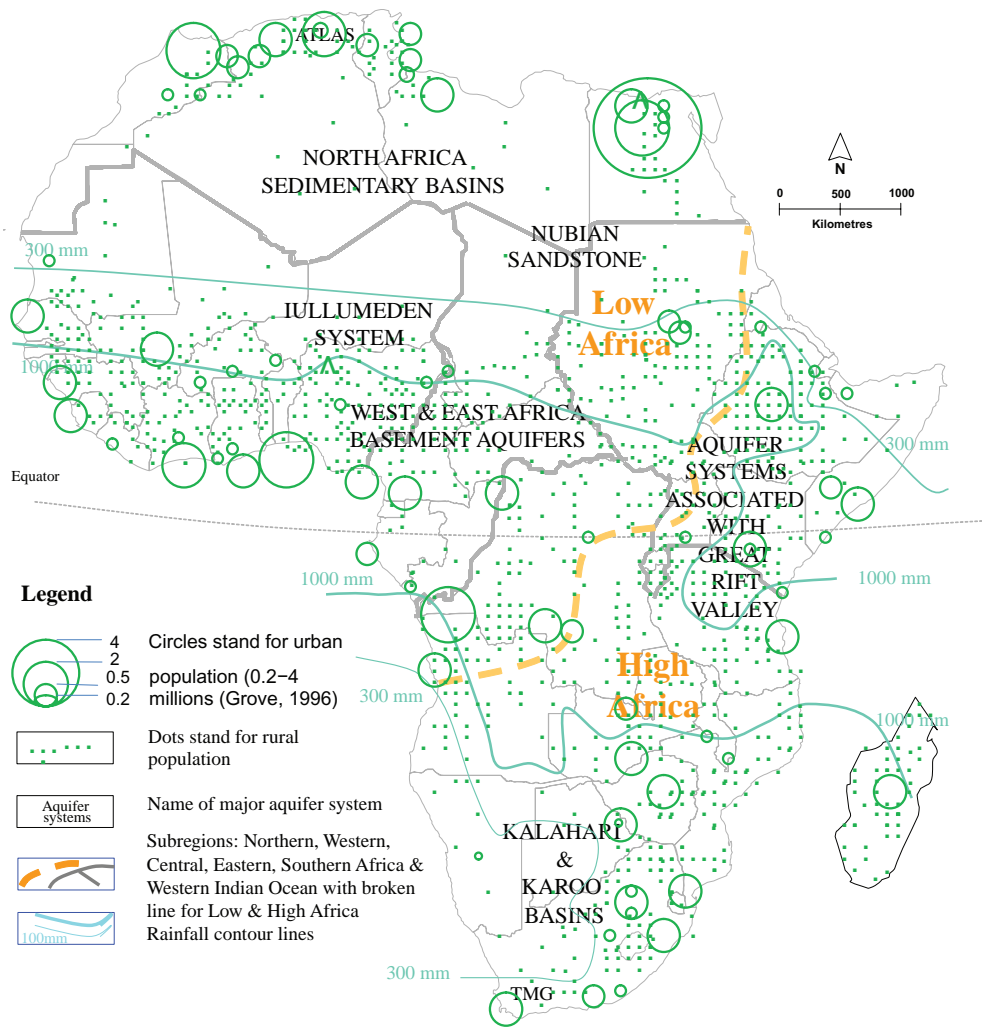 ATLAS
NORTH AFRICA
SEDIMENTARY BASINS
N
0 500 1000
Kilometres
NUBIAN
SANDSTONE
300 mm
Low
Africa
IULLUMEDEN
SYSTEM
1000 mm
WEST & EAST AFRICA
BASEMENT AQUIFERS
300 mm
AQUIFER
SYSTEMS
ASSOCIATED
WITH
GREAT
RIFT
VALLEY
Equator
1000 mm
1000 mm
High
Africa
300 mm
1000 mm
KALAHARI
&
KAROO
BASINS
300 mm
TMG
Legend
4
2
0.5
0.2
Circles stand for urban
population (0.2–4
millions (Grove, 1996)
Dots stand for rural
population
Aquifer
systems
Name of major aquifer system
Subregions: Northern, Western,
Central, Eastern, Southern Africa &
Western Indian Ocean with broken
line for Low & High Africa
100mm
Rainfall contour lines